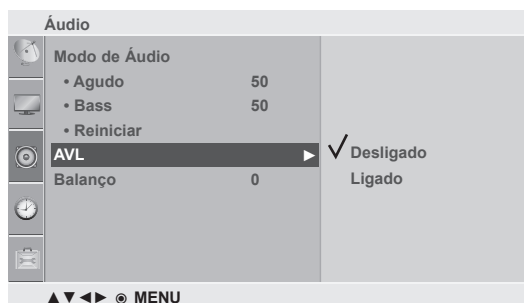 Áudio
Modo de Áudio
• Agudo 50
• Bass 50
• Reiniciar
AVL ► ✓ Desligado
Balanço 0 Ligado
▲▼◄► ◉ MENU